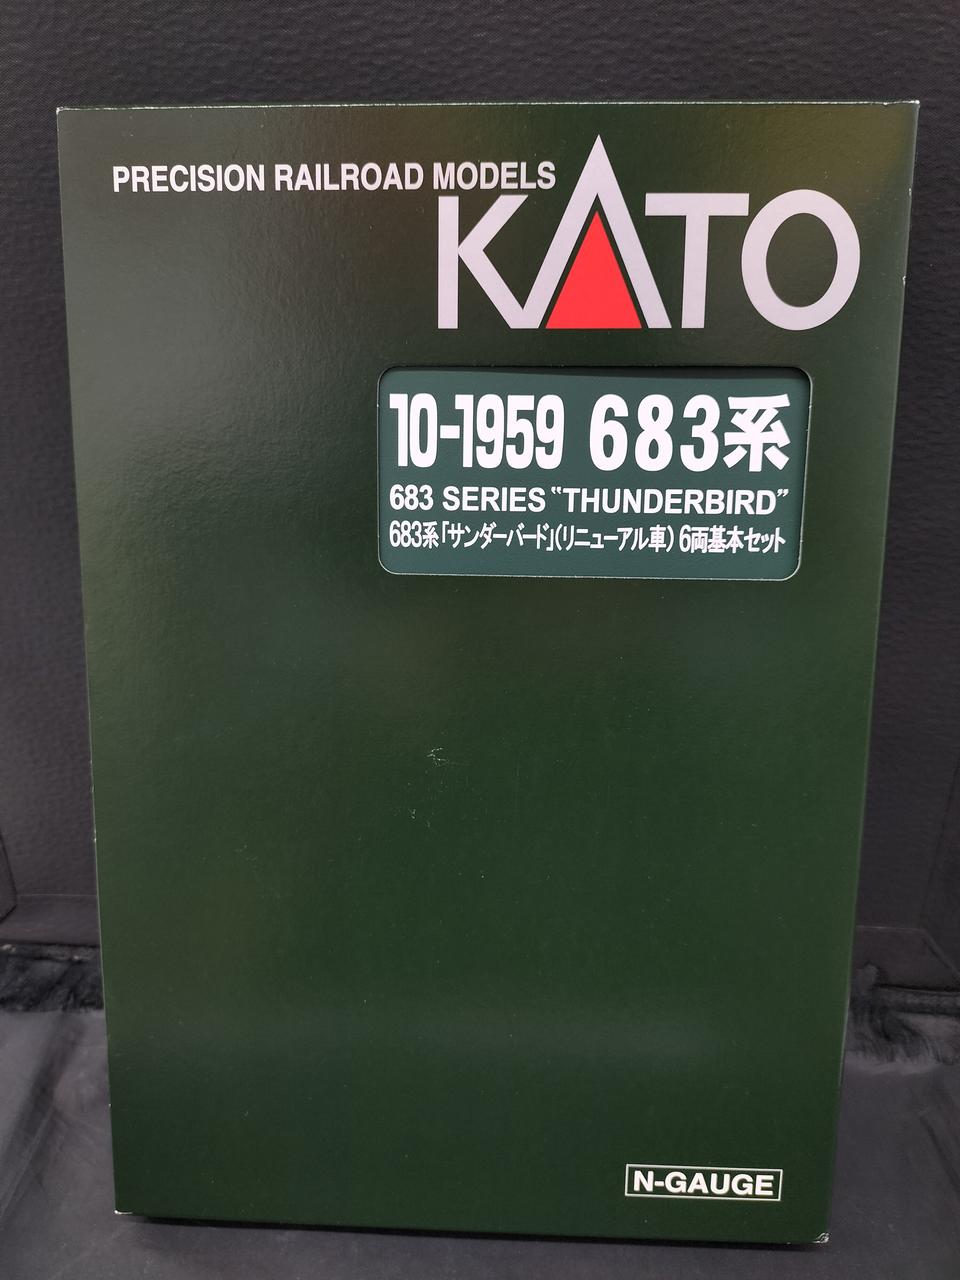 PRECISION RAILROAD MODELS
KATO
10-1959 683系
683 SERIES "THUNDERBIRD"
683系「サンダーバード」(リニューアル車) 6両基本セット
N-GAUGE